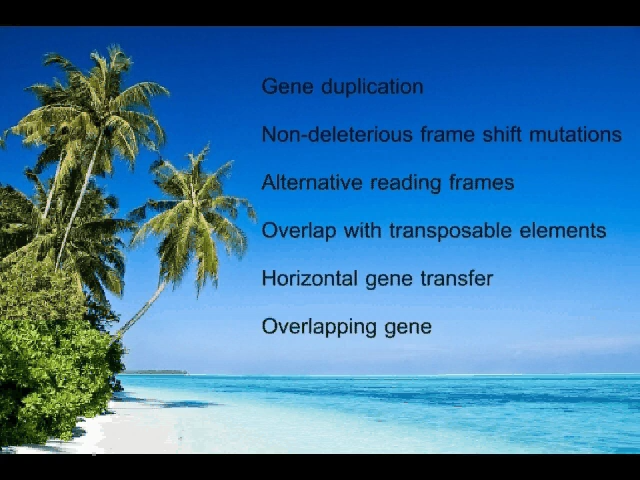 Gene duplication
Non-deleterious frame shift mutations
Alternative reading frames
Overlap with transposable elements
Horizontal gene transfer
Overlapping gene